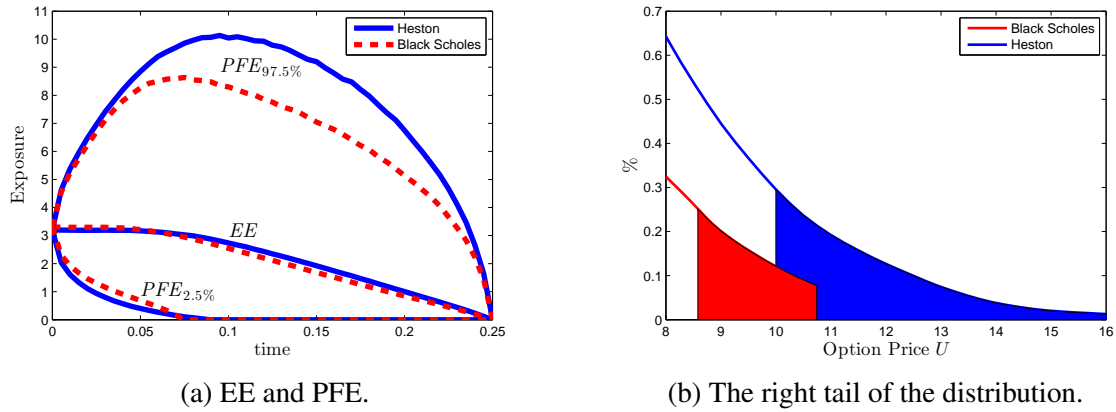 Heston
Black Scholes
PFE97.5%
EE
PFE2.5%
Exposure
11
10
9
8
7
6
5
4
3
2
1
0
0 0.05 0.1 0.15 0.2 0.25
time
(a) EE and PFE.
Black Scholes
Heston
%
0.7
0.6
0.5
0.4
0.3
0.2
0.1
0
8 9 10 11 12 13 14 15 16
Option Price U
(b) The right tail of the distribution.